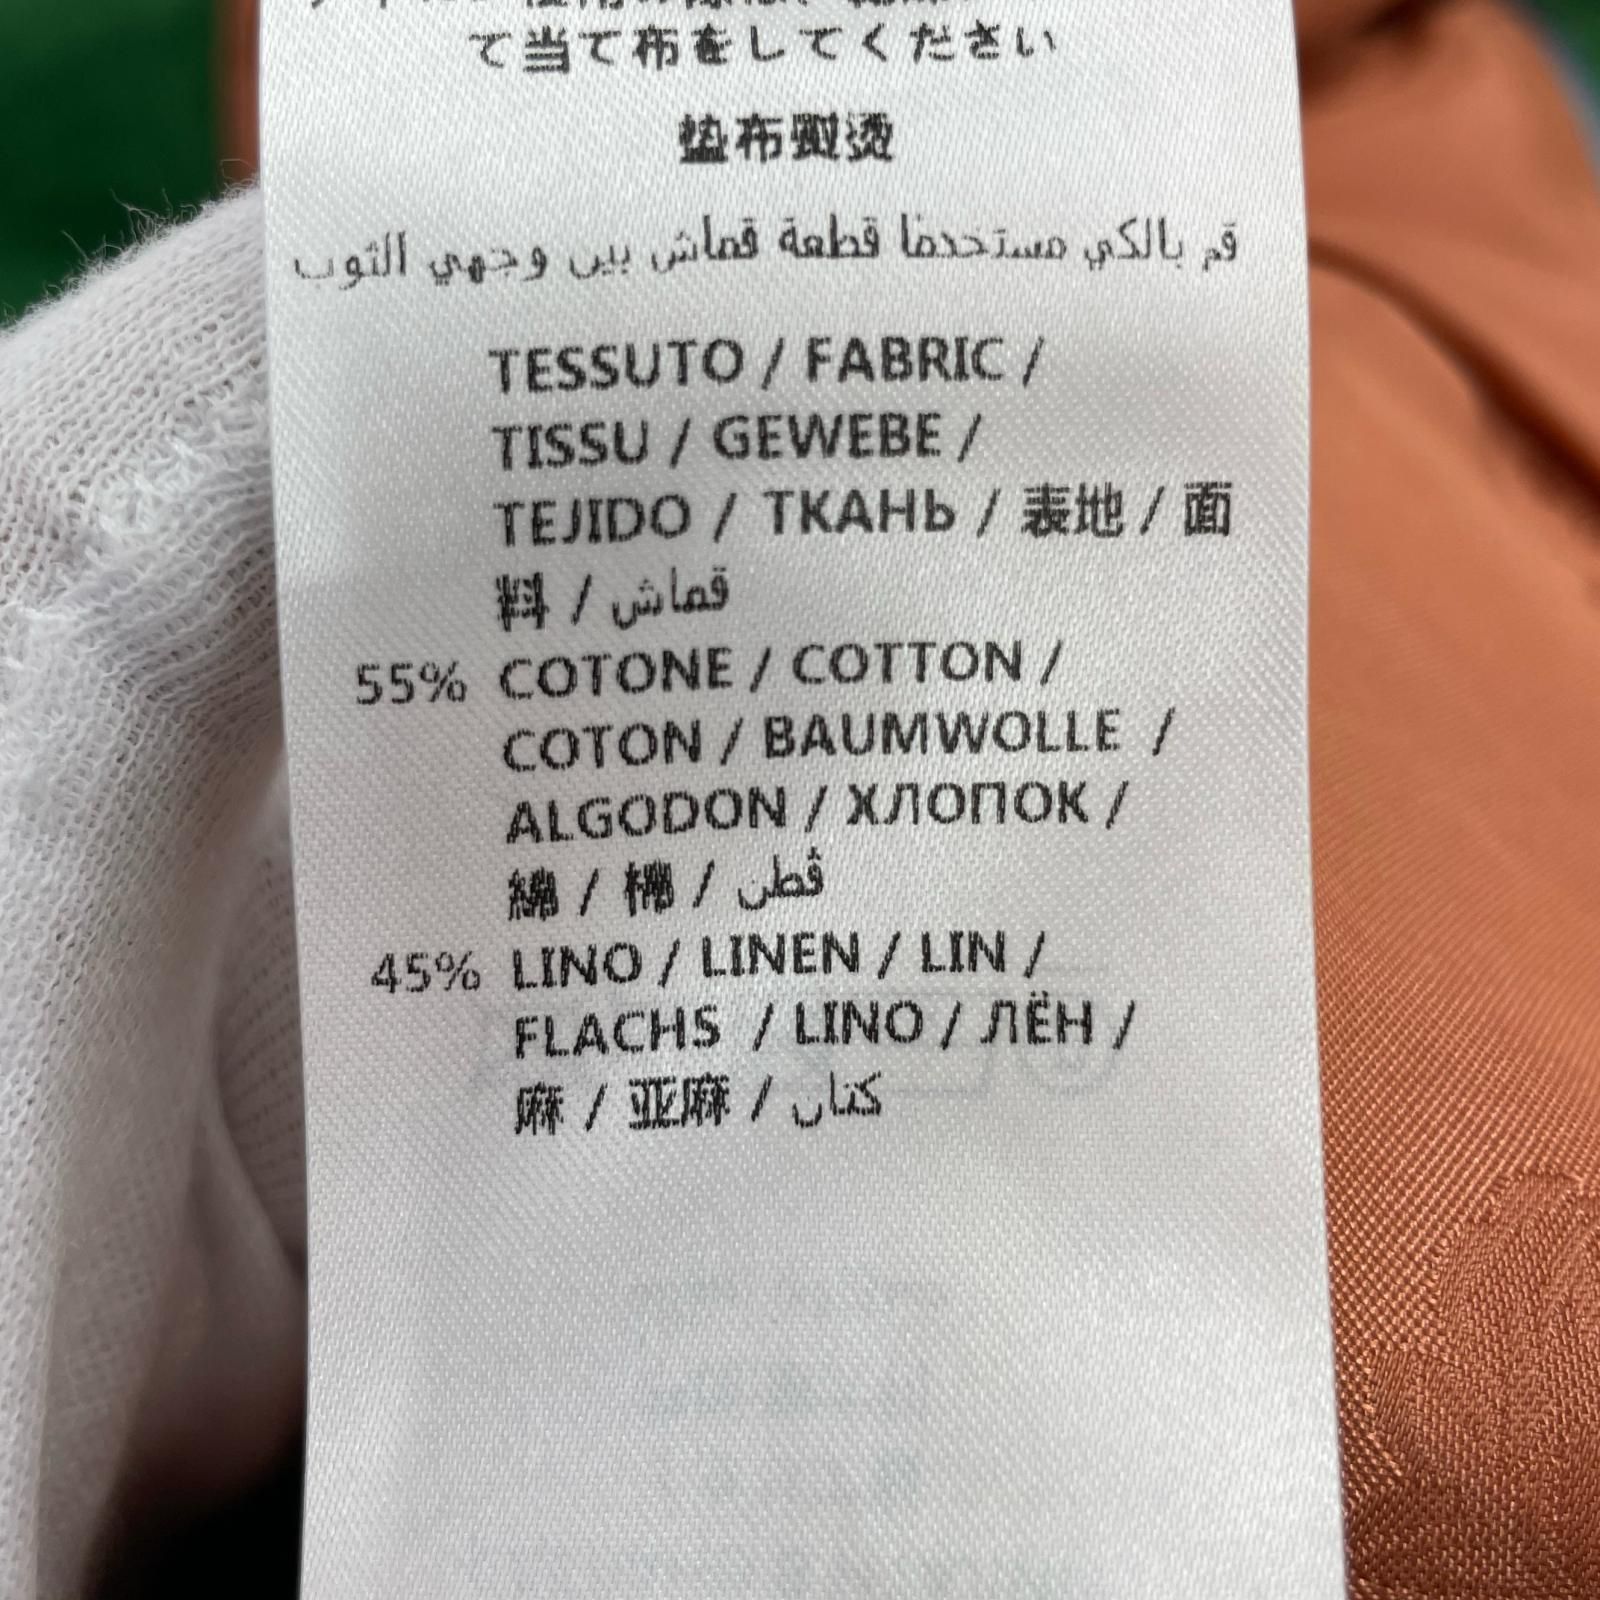 て当て布をしてください
垫布熨烫
قم بالكي مستخدما قطعة قماش بين وجهي الثوب
TESSUTO / FABRIC /
TISSU / GEWEBE /
TEJIDO / ТКАНЬ / 表地 / 面
料 / قماش
55% COTONE / COTTON /
COTON / BAUMWOLLE /
ALGODON / ХЛОПОК /
綿 / 棉 / قطن
45% LINO / LINEN / LIN /
FLACHS / LINO / ЛЁН /
麻 / 亚麻 / كتان